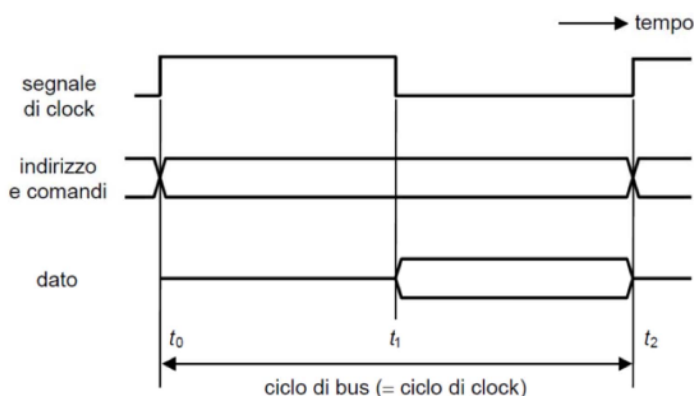 tempo
segnale
di clock
indirizzo
e comandi
dato
t₀
t₁
t₂
ciclo di bus (= ciclo di clock)